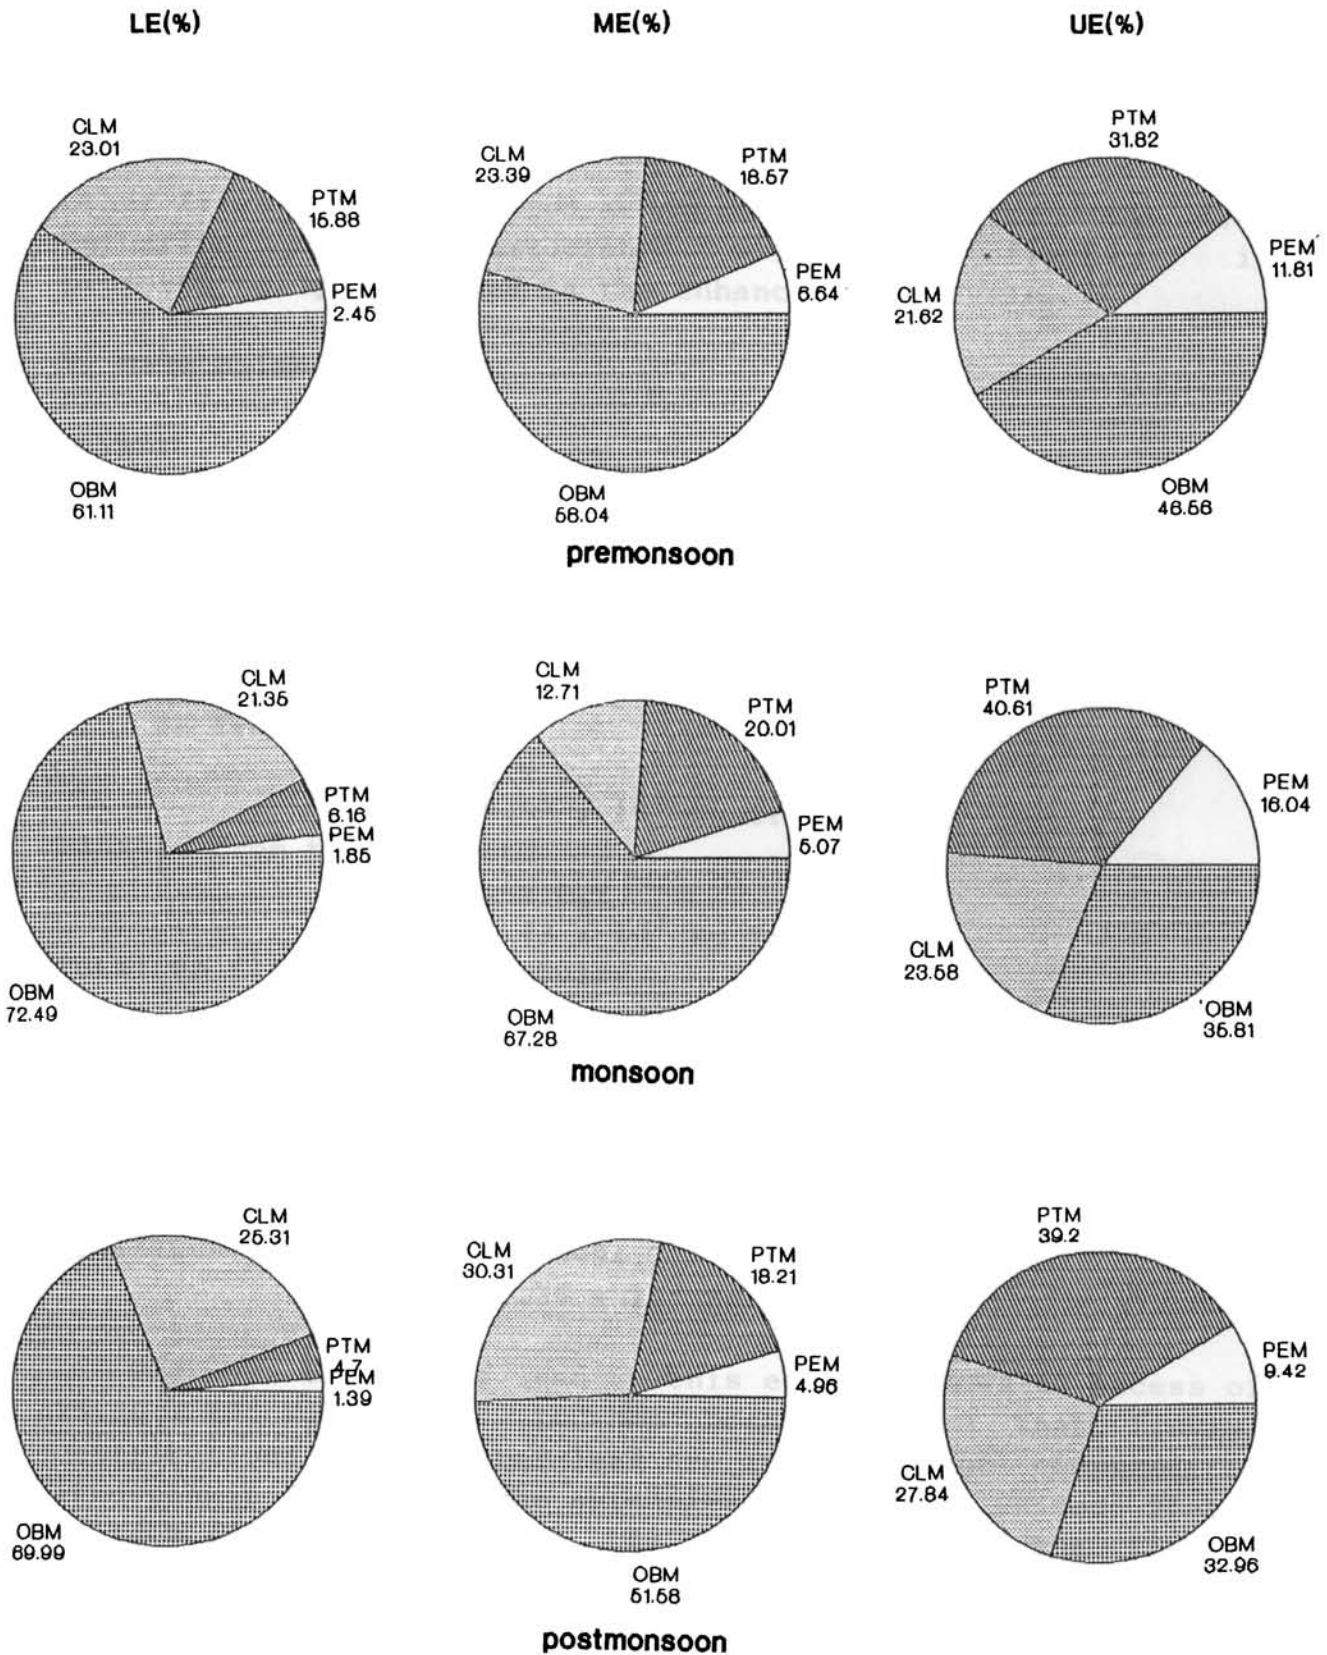 LE(%)
ME(%)
UE(%)
CLM
23.01
PTM
15.88
PEM
2.45
OBM
61.11
CLM
23.39
PTM
18.57
PEM
6.64
OBM
58.04
PTM
31.82
PEM
11.81
CLM
21.62
OBM
46.56
premonsoon
CLM
21.35
PTM
6.16
PEM
1.85
OBM
72.49
CLM
12.71
PTM
20.01
PEM
5.07
OBM
67.28
PTM
40.61
PEM
16.04
CLM
23.58
OBM
35.81
monsoon
CLM
25.31
PTM
4.7
PEM
1.39
OBM
69.99
CLM
30.31
PTM
18.21
PEM
4.96
OBM
51.58
PTM
39.2
PEM
9.42
CLM
27.84
OBM
32.96
postmonsoon